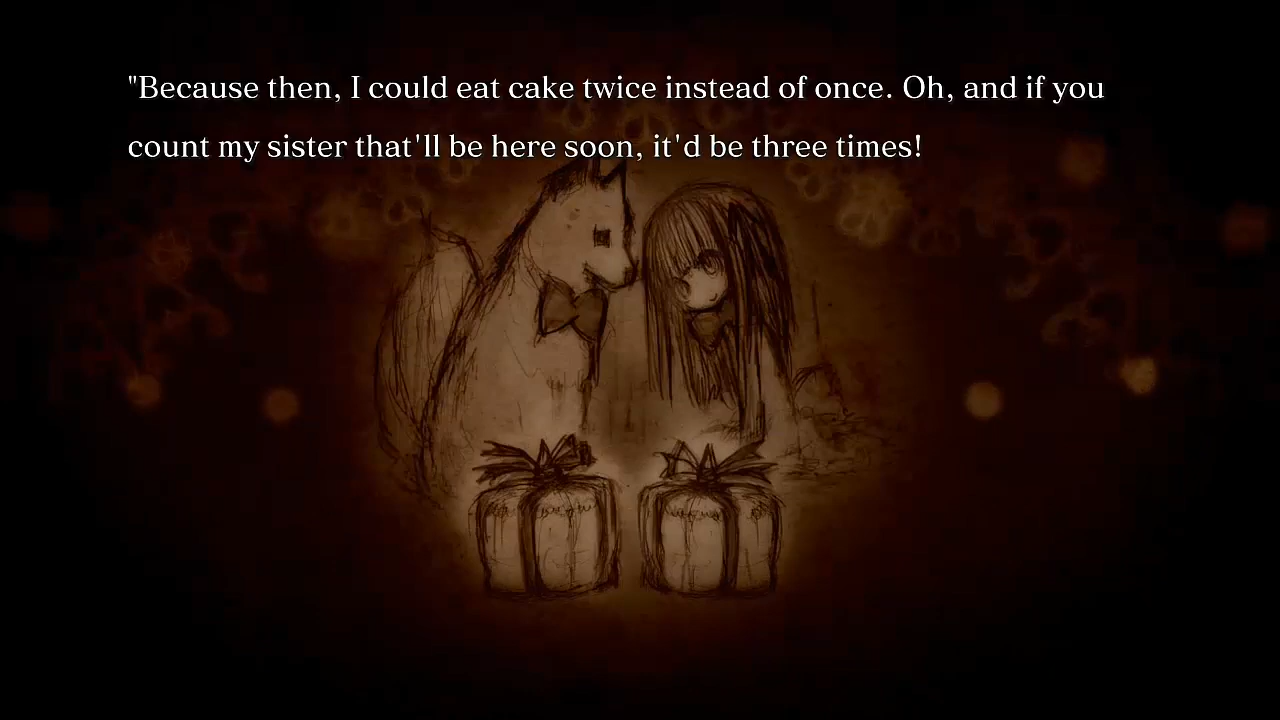 "Because then, I could eat cake twice instead of once. Oh, and if you
count my sister that'll be here soon, it'd be three times!